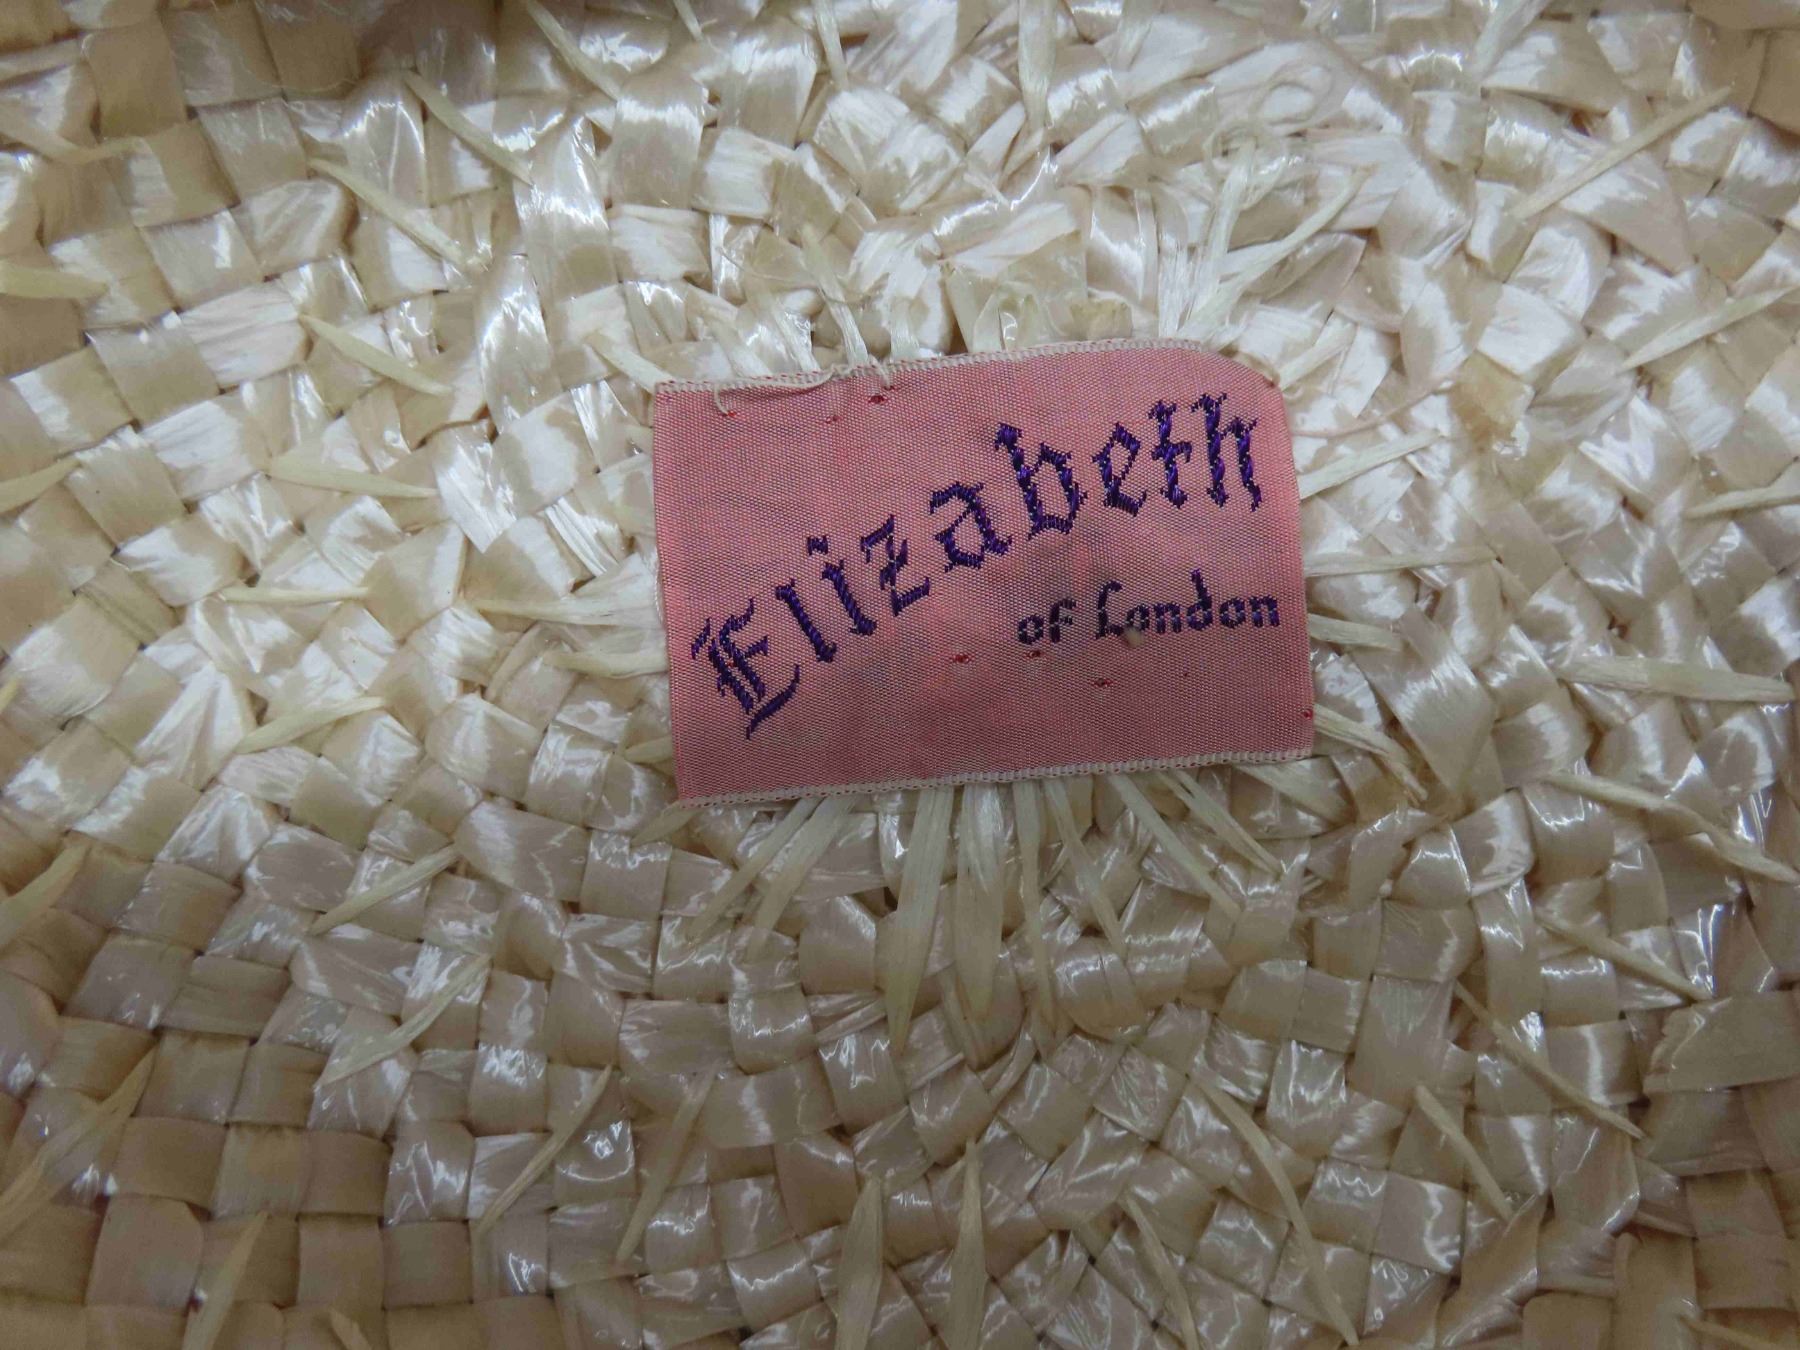 Elizabeth
of London